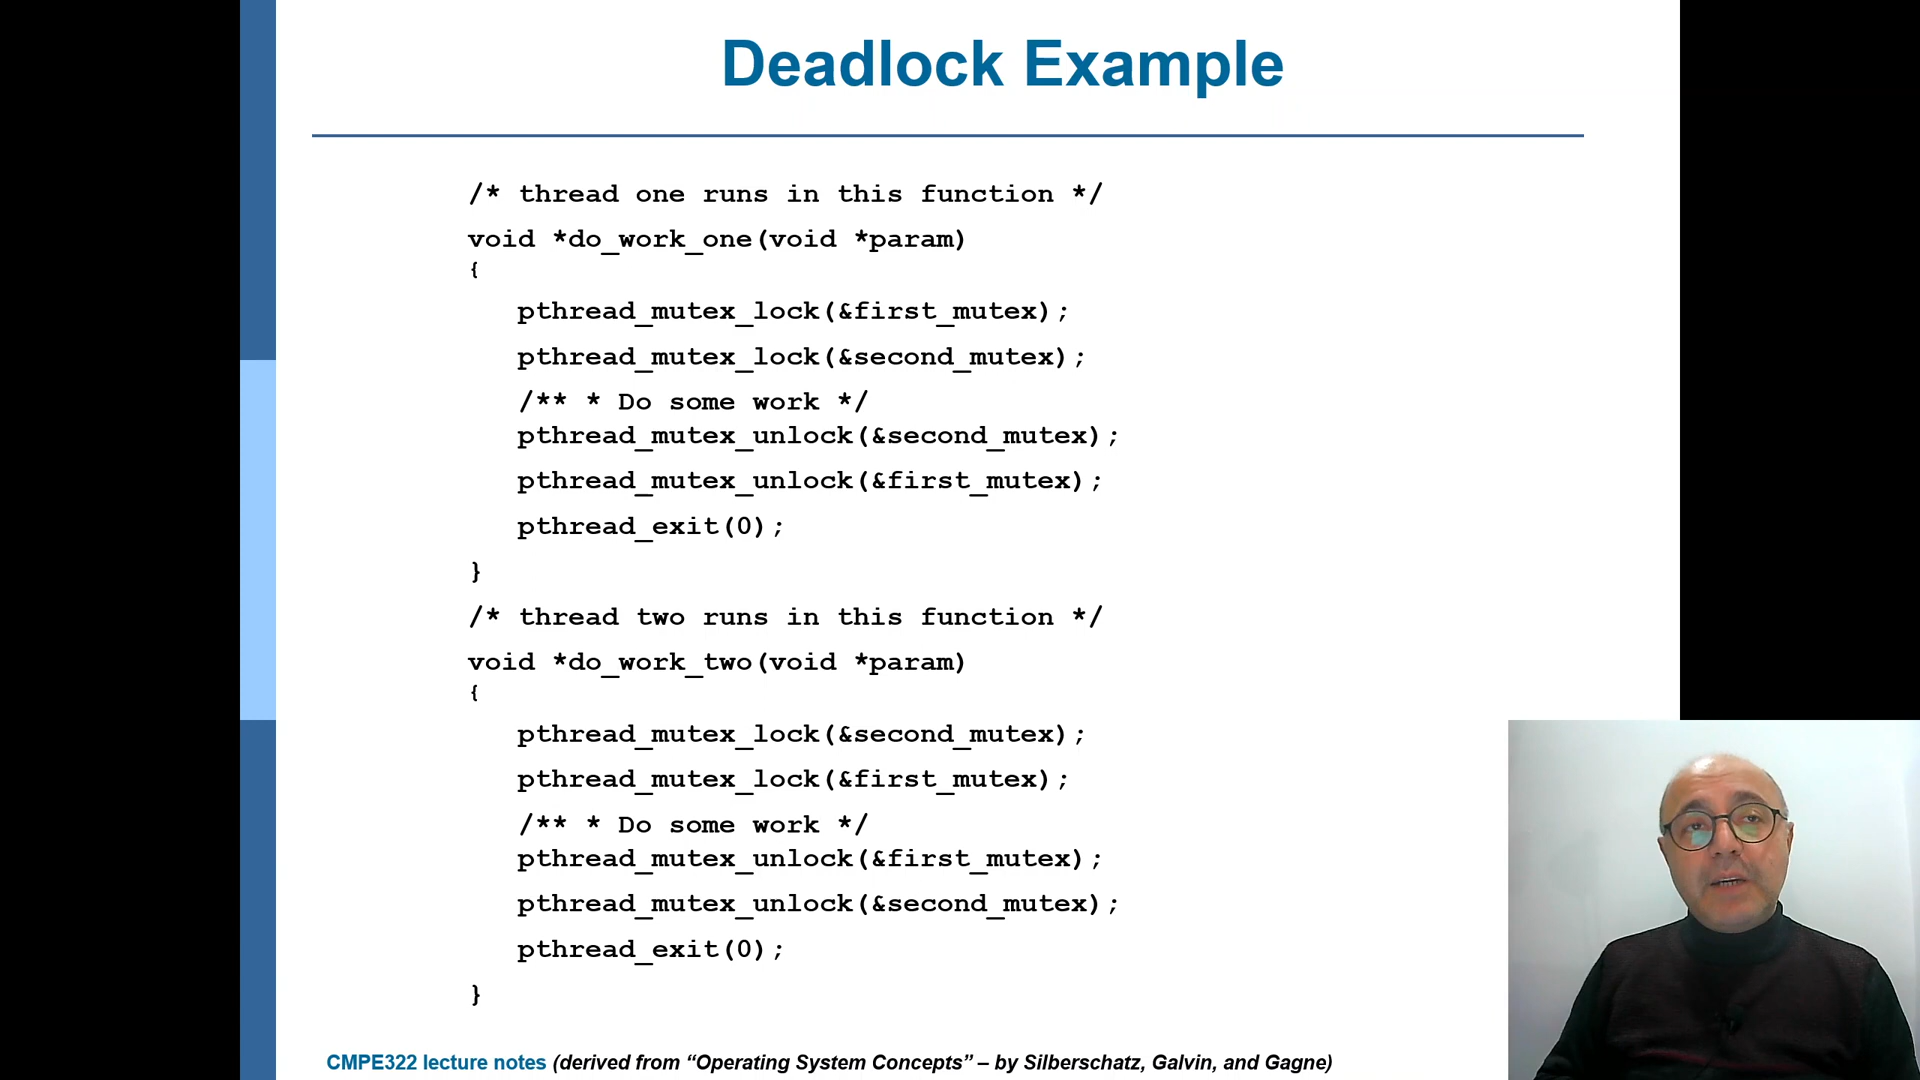 Deadlock Example
/* thread one runs in this function */
void *do_work_one(void *param)
{
pthread_mutex_lock(&first_mutex);
pthread_mutex_lock(&second_mutex);
/** * Do some work */
pthread_mutex_unlock(&second_mutex);
pthread_mutex_unlock(&first_mutex);
pthread_exit(0);
}
/* thread two runs in this function */
void *do_work_two(void *param)
{
pthread_mutex_lock(&second_mutex);
pthread_mutex_lock(&first_mutex);
/** * Do some work */
pthread_mutex_unlock(&first_mutex);
pthread_mutex_unlock(&second_mutex);
pthread_exit(0);
}
CMPE322 lecture notes (derived from “Operating System Concepts” – by Silberschatz, Galvin, and Gagne)